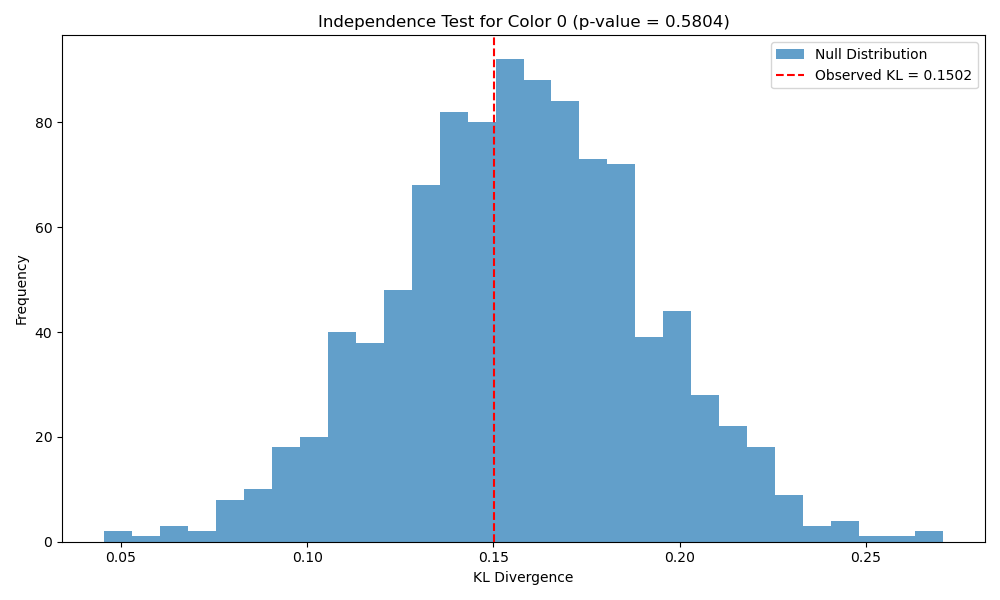 Independence Test for Color 0 (p-value = 0.5804)
Null Distribution
Observed KL = 0.1502
Frequency
80
60
40
20
0
0.05 0.10 0.15 0.20 0.25
KL Divergence